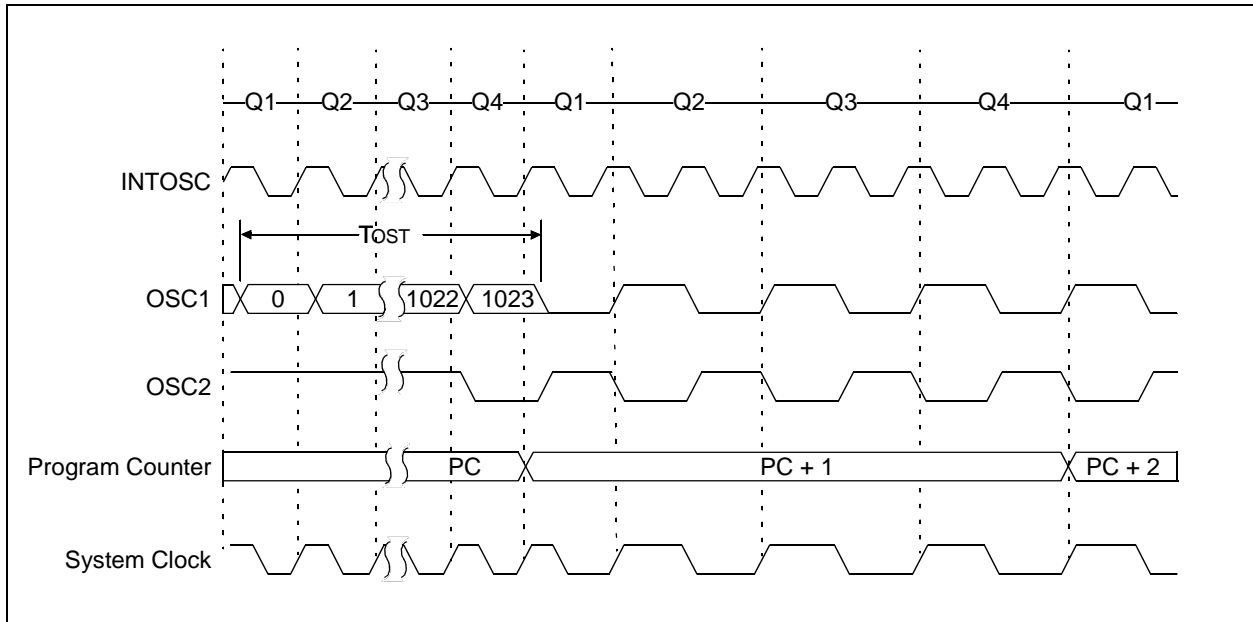 Q1 Q2 Q3 Q4 Q1 Q2 Q3 Q4 Q1
INTOSC
TOST
OSC1 0 1 1022 1023
OSC2
Program Counter PC PC + 1 PC + 2
System Clock